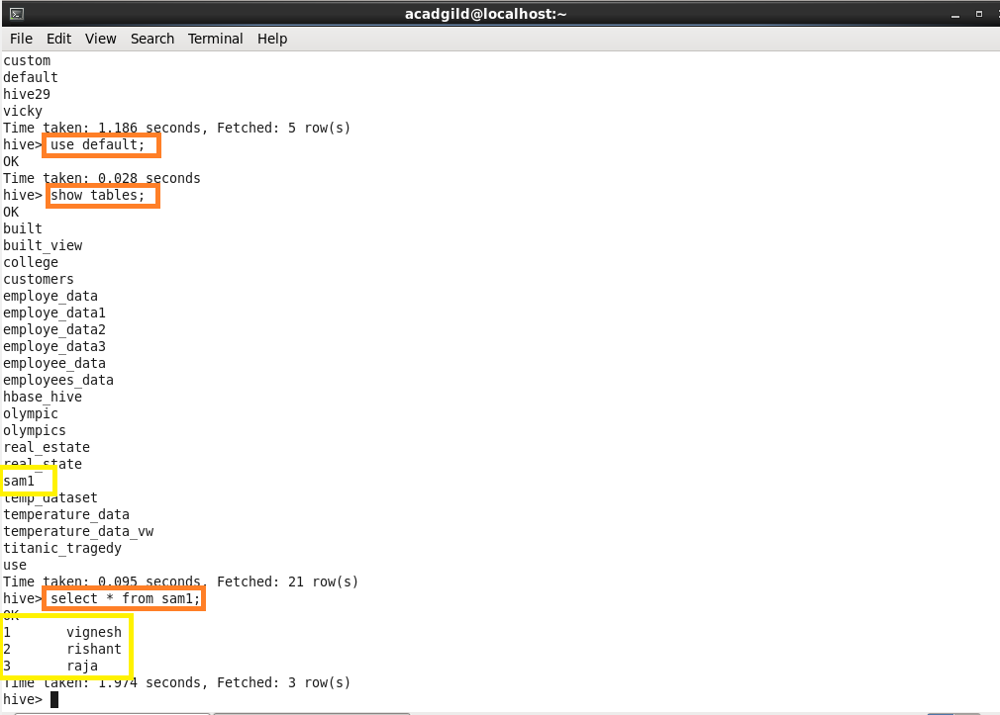 acadgild@localhost:~
File Edit View Search Terminal Help
custom
default
hive29
vicky
Time taken: 1.186 seconds, Fetched: 5 row(s)
hive> use default;
OK
Time taken: 0.028 seconds
hive> show tables;
OK
built
built_view
college
customers
employe_data
employe_data1
employe_data2
employe_data3
employee_data
employees_data
hbase_hive
olympic
olympics
real_estate
real_state
sam1
temp_dataset
temperature_data
temperature_data_vw
titanic_tragedy
use
Time taken: 0.095 seconds, Fetched: 21 row(s)
hive> select * from sam1;
OK
1 vignesh
2 rishant
3 raja
Time taken: 1.974 seconds, Fetched: 3 row(s)
hive>